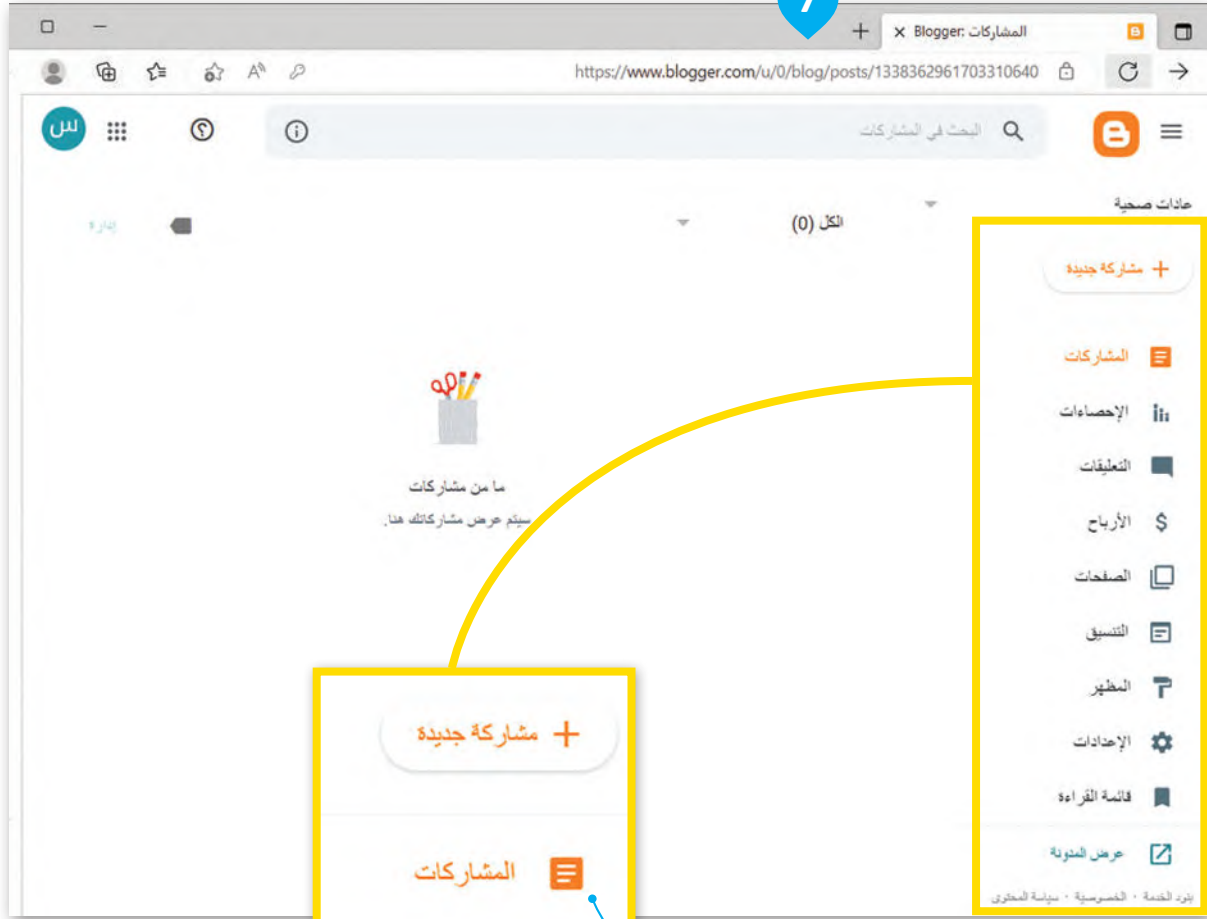 7
المشاركات :Blogger
https://www.blogger.com/u/0/blog/posts/1338362961703310640
البحث في المشاركات
س
عادات صحية
الكل (0)
إدارة
+ مشاركة جديدة
المشاركات
الإحصاءات
التعليقات
الأرباح
الصفحات
التنسيق
المظهر
الإعدادات
قائمة القراءة
عرض المدونة
بنود الخدمة · الخصوصية · سياسة المحتوى
ما من مشاركات
سيتم عرض مشاركاتك هنا.
+ مشاركة جديدة
المشاركات